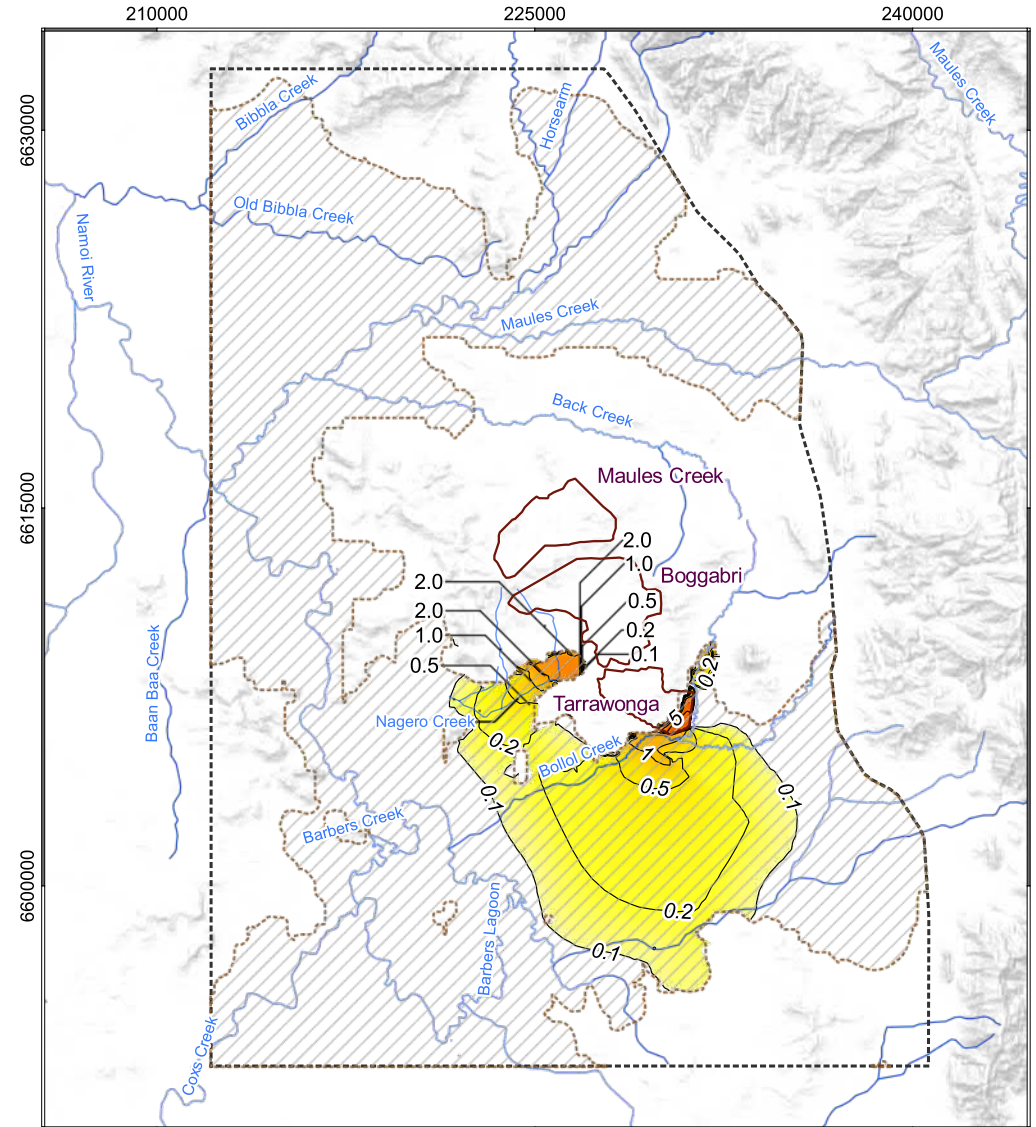 210000
225000
240000
6630000
6615000
6600000
Maules Creek
Bibbla Creek
Horsearm
Old Bibbla Creek
Namoi River
Maules Creek
Back Creek
Maules Creek
2.0
1.0
Boggabri
2.0
0.5
2.0
0.2
1.0
0.1
0.5
0.2
Baan Baa Creek
Tarrawonga
5
Nagero Creek
0.2
Bollol Creek
1
0.5
0.1
0.1
Barbers Creek
0.2
Barbers Lagoon
0.1
Coxs Creek